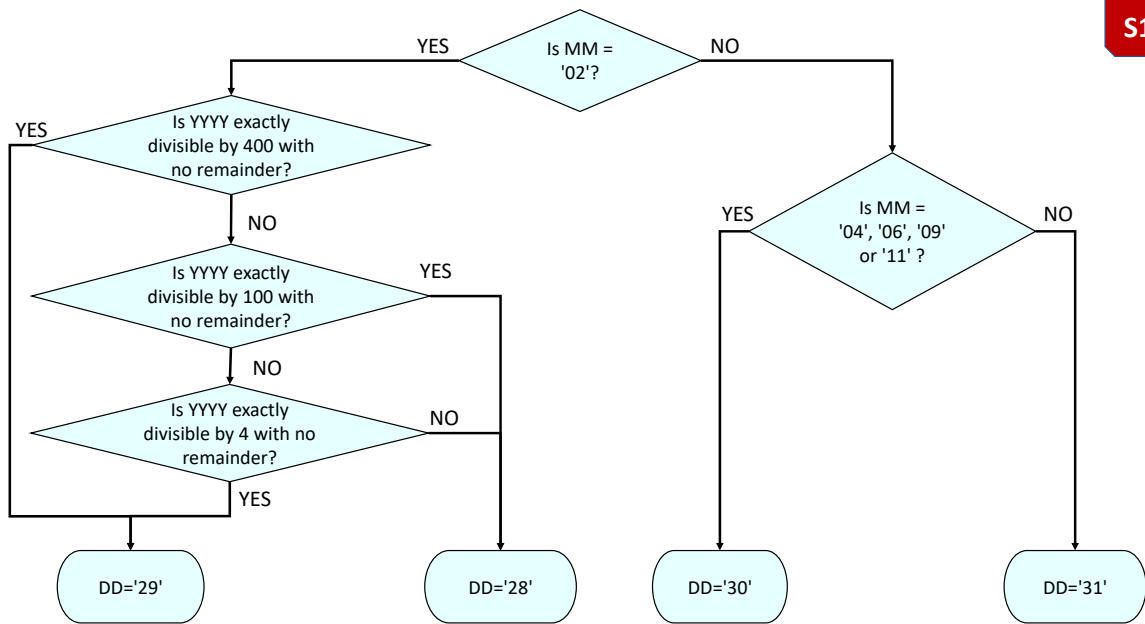 S1
YES
Is MM =
'02'?
NO
YES
Is YYYY exactly
divisible by 400 with
no remainder?
NO
YES
Is MM =
'04', '06', '09'
or '11' ?
NO
Is YYYY exactly
divisible by 100 with
no remainder?
YES
NO
Is YYYY exactly
divisible by 4 with no
remainder?
NO
YES
DD='29'
DD='28'
DD='30'
DD='31'